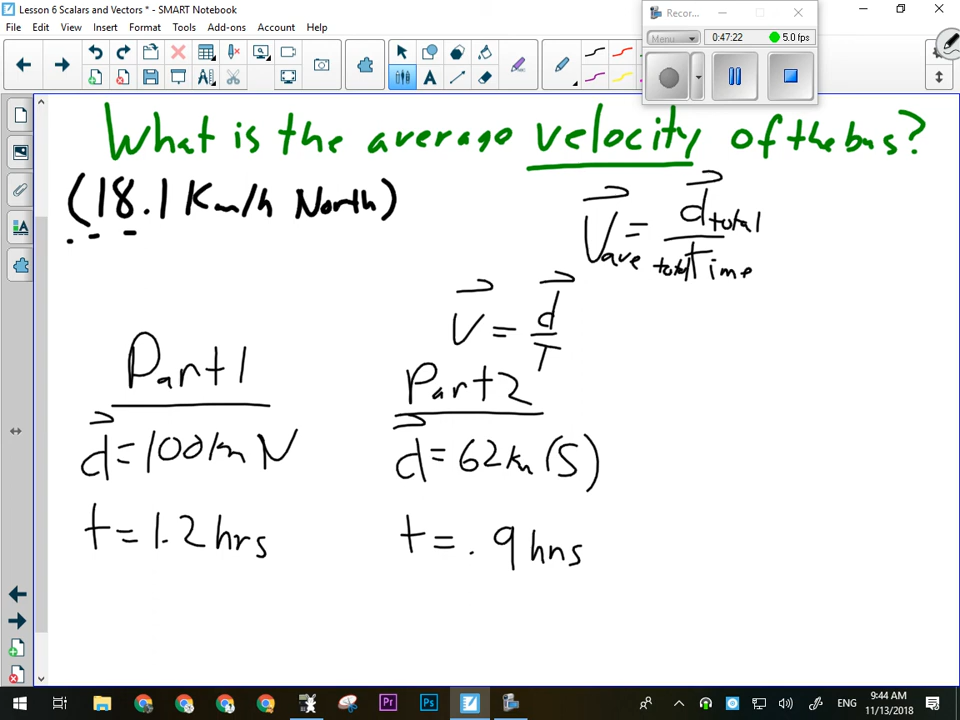 Lesson 6 Scalars and Vectors * - SMART Notebook
Recor...
File Edit View Insert Format Tools Add-ons Account Help
Menu 0:47:22 5.0 fps
What is the average velocity of the bus?
(18.1 Km/h North)
V ave = d total / total Time
V = d / T
Part 1
d = 100 km N
t = 1.2 hrs
Part 2
d = 62 km (S)
t = .9 hrs
ENG
9:44 AM
11/13/2018